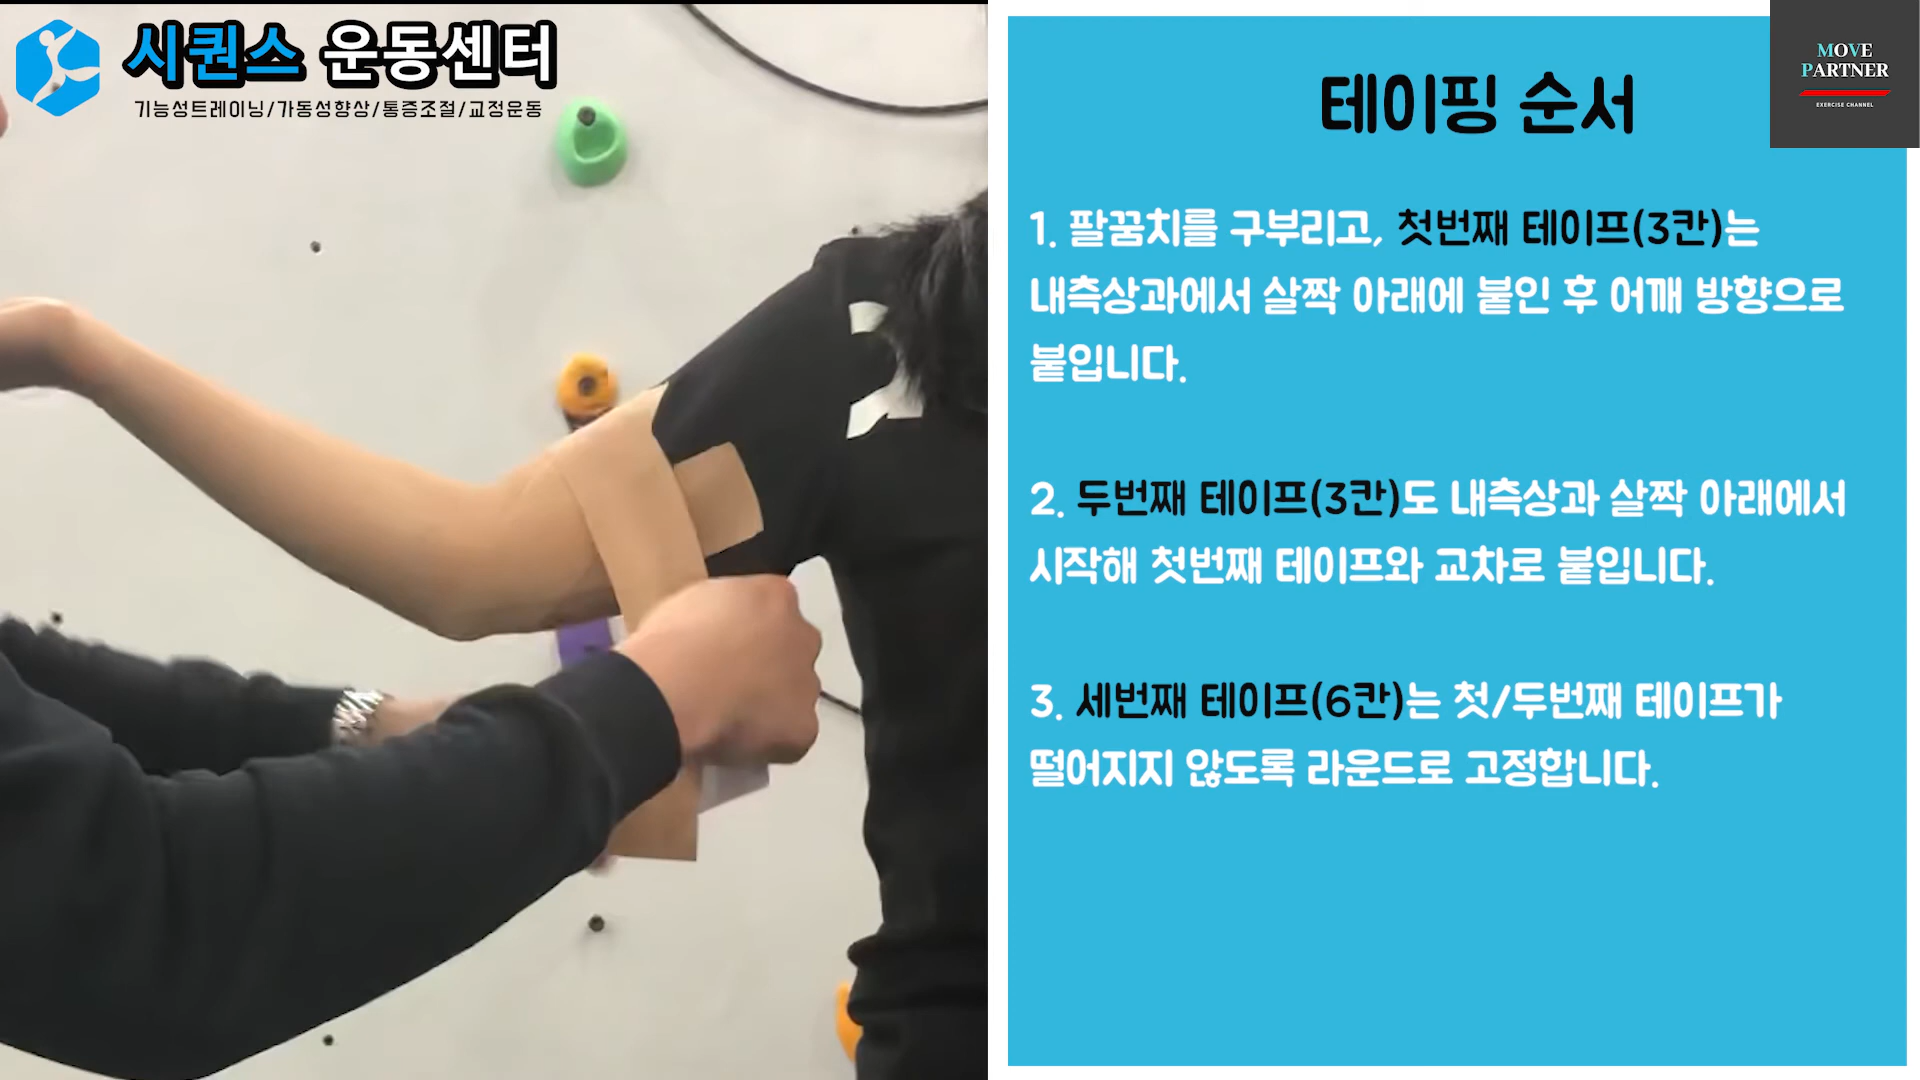 시퀀스 운동센터
기능성트레이닝/가동성향상/통증조절/교정운동
테이핑 순서
MOVE
PARTNER
EXERCISE CHANNEL
1. 팔꿈치를 구부리고, 첫번째 테이프(3칸)는
내측상과에서 살짝 아래에 붙인 후 어깨 방향으로
붙입니다.
2. 두번째 테이프(3칸)도 내측상과 살짝 아래에서
시작해 첫번째 테이프와 교차로 붙입니다.
3. 세번째 테이프(6칸)는 첫/두번째 테이프가
떨어지지 않도록 라운드로 고정합니다.